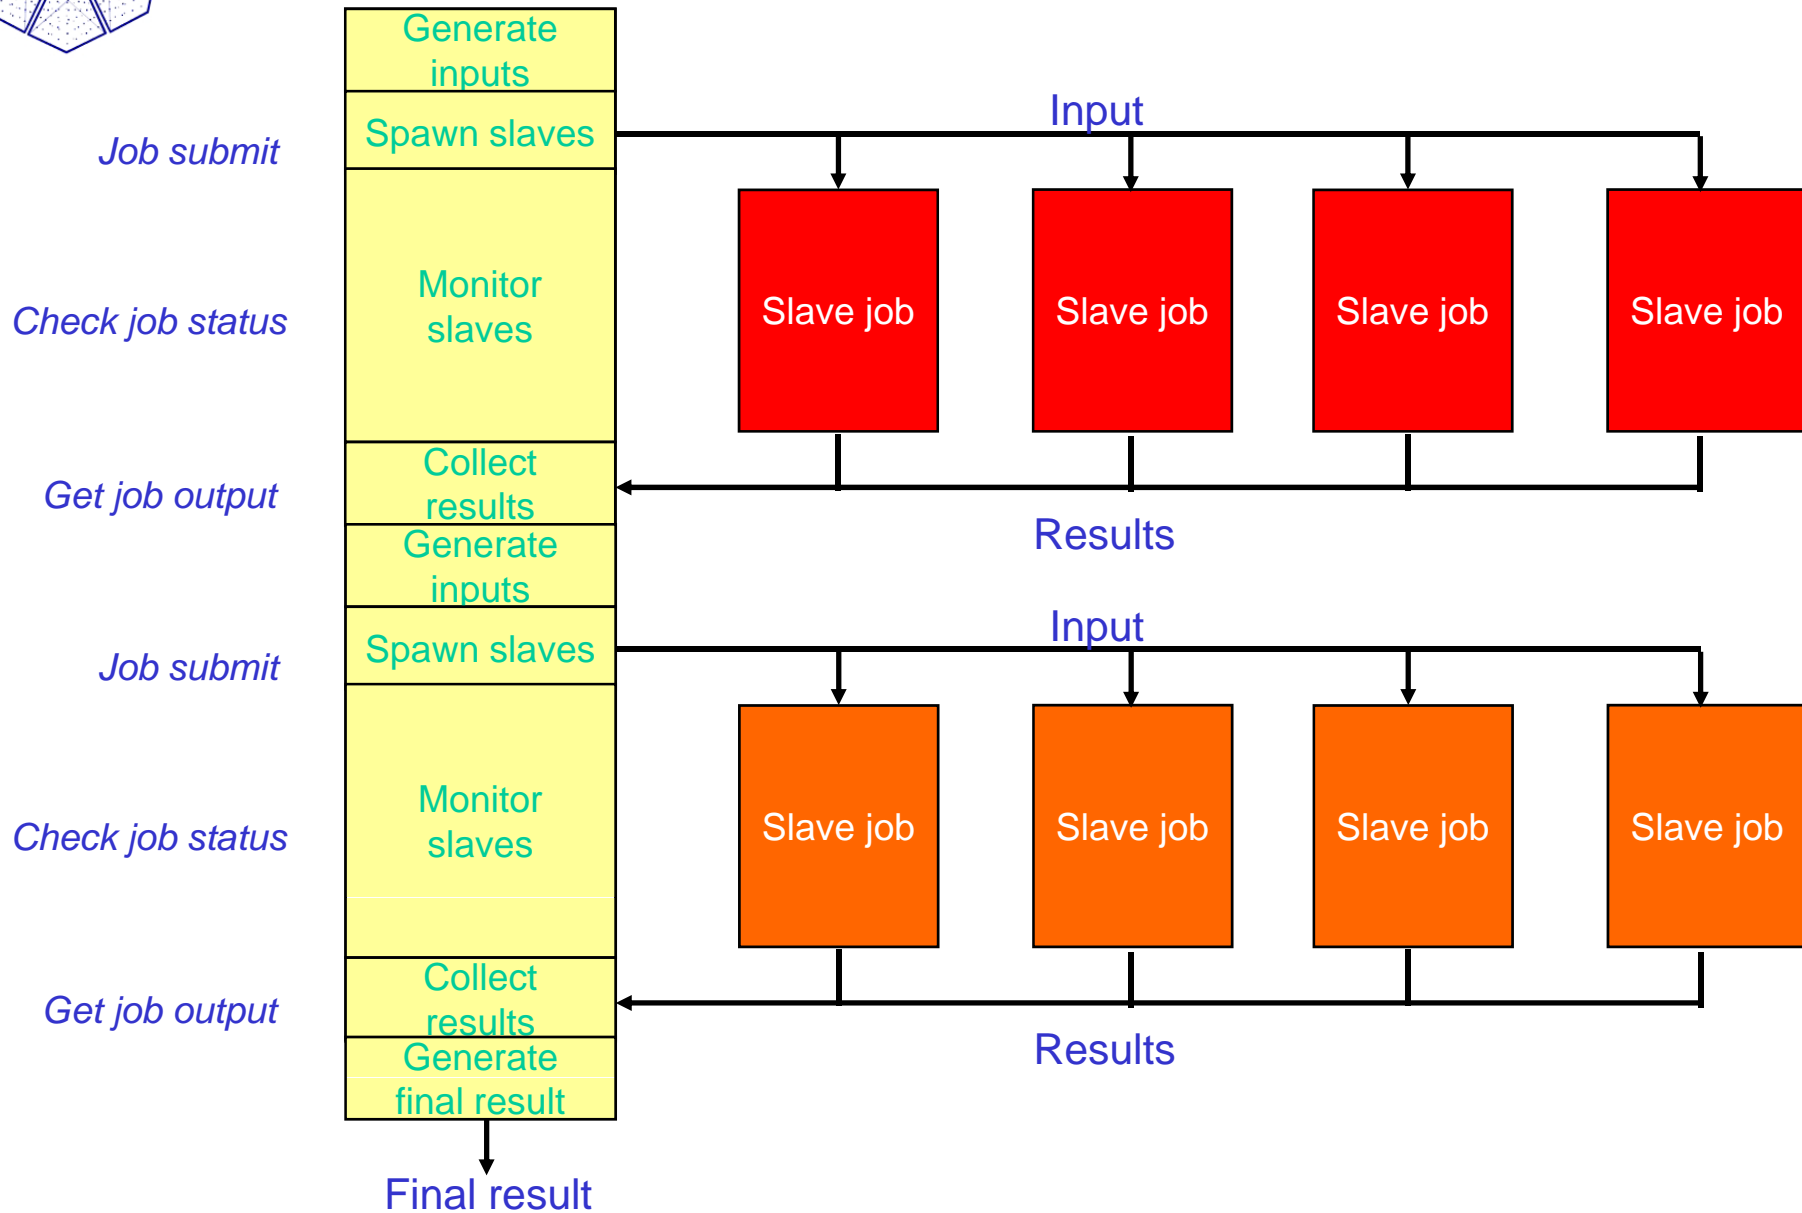 Generate
inputs
Input
Job submit
Spawn slaves
Check job status
Monitor
slaves
Slave job
Slave job
Slave job
Slave job
Get job output
Collect
results
Results
Generate
inputs
Input
Job submit
Spawn slaves
Check job status
Monitor
slaves
Slave job
Slave job
Slave job
Slave job
Get job output
Collect
results
Results
Generate
final result
Final result